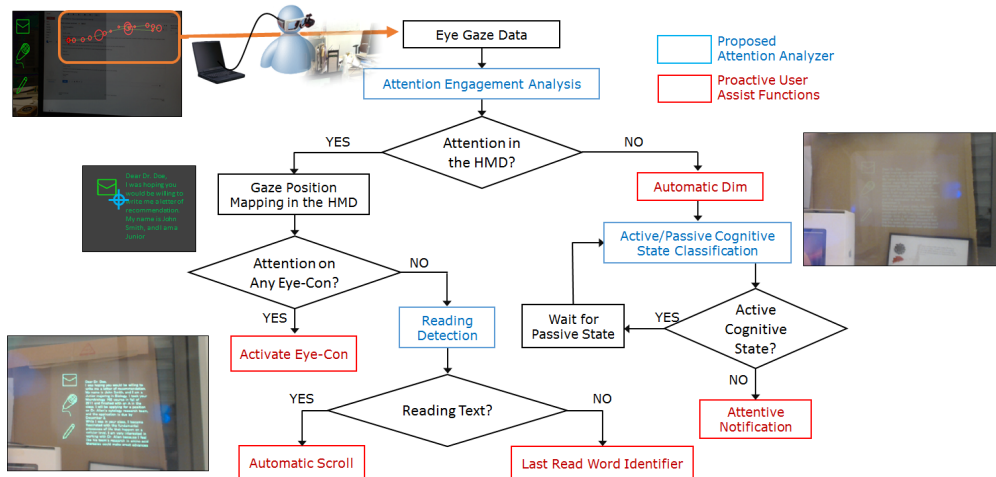 Eye Gaze Data
Proposed
Attention Analyzer
Attention Engagement Analysis
Proactive User
Assist Functions
YES
Attention in
the HMD?
NO
Dear Dr. Doe,
I was hoping you
would be willing to
write me a letter of
recommendation,
My name is John
Smith, and I am a
Junior
Gaze Position
Mapping in the HMD
Automatic Dim
Active/Passive Cognitive
State Classification
Attention on
Any Eye-Con?
NO
YES
Reading
Detection
Wait for
Passive State
YES
Active
Cognitive
State?
Activate Eye-Con
NO
Dear Dr. Doe,
YES
Reading Text?
NO
Attentive
Notification
Automatic Scroll
Last Read Word Identifier